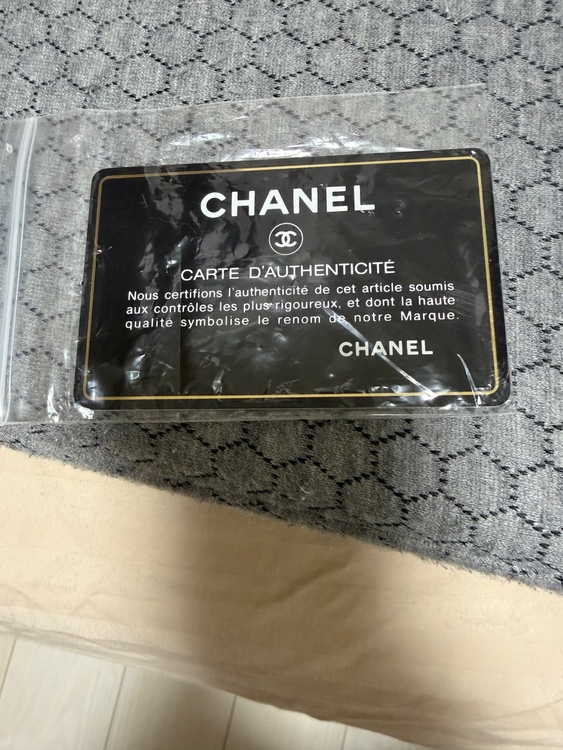 CHANEL
CARTE D'AUTHENTICITÉ
Nous certifions l'authenticité de cet article soumis
aux contrôles les plus rigoureux, et dont la haute
qualité symbolise le renom de notre Marque.
CHANEL